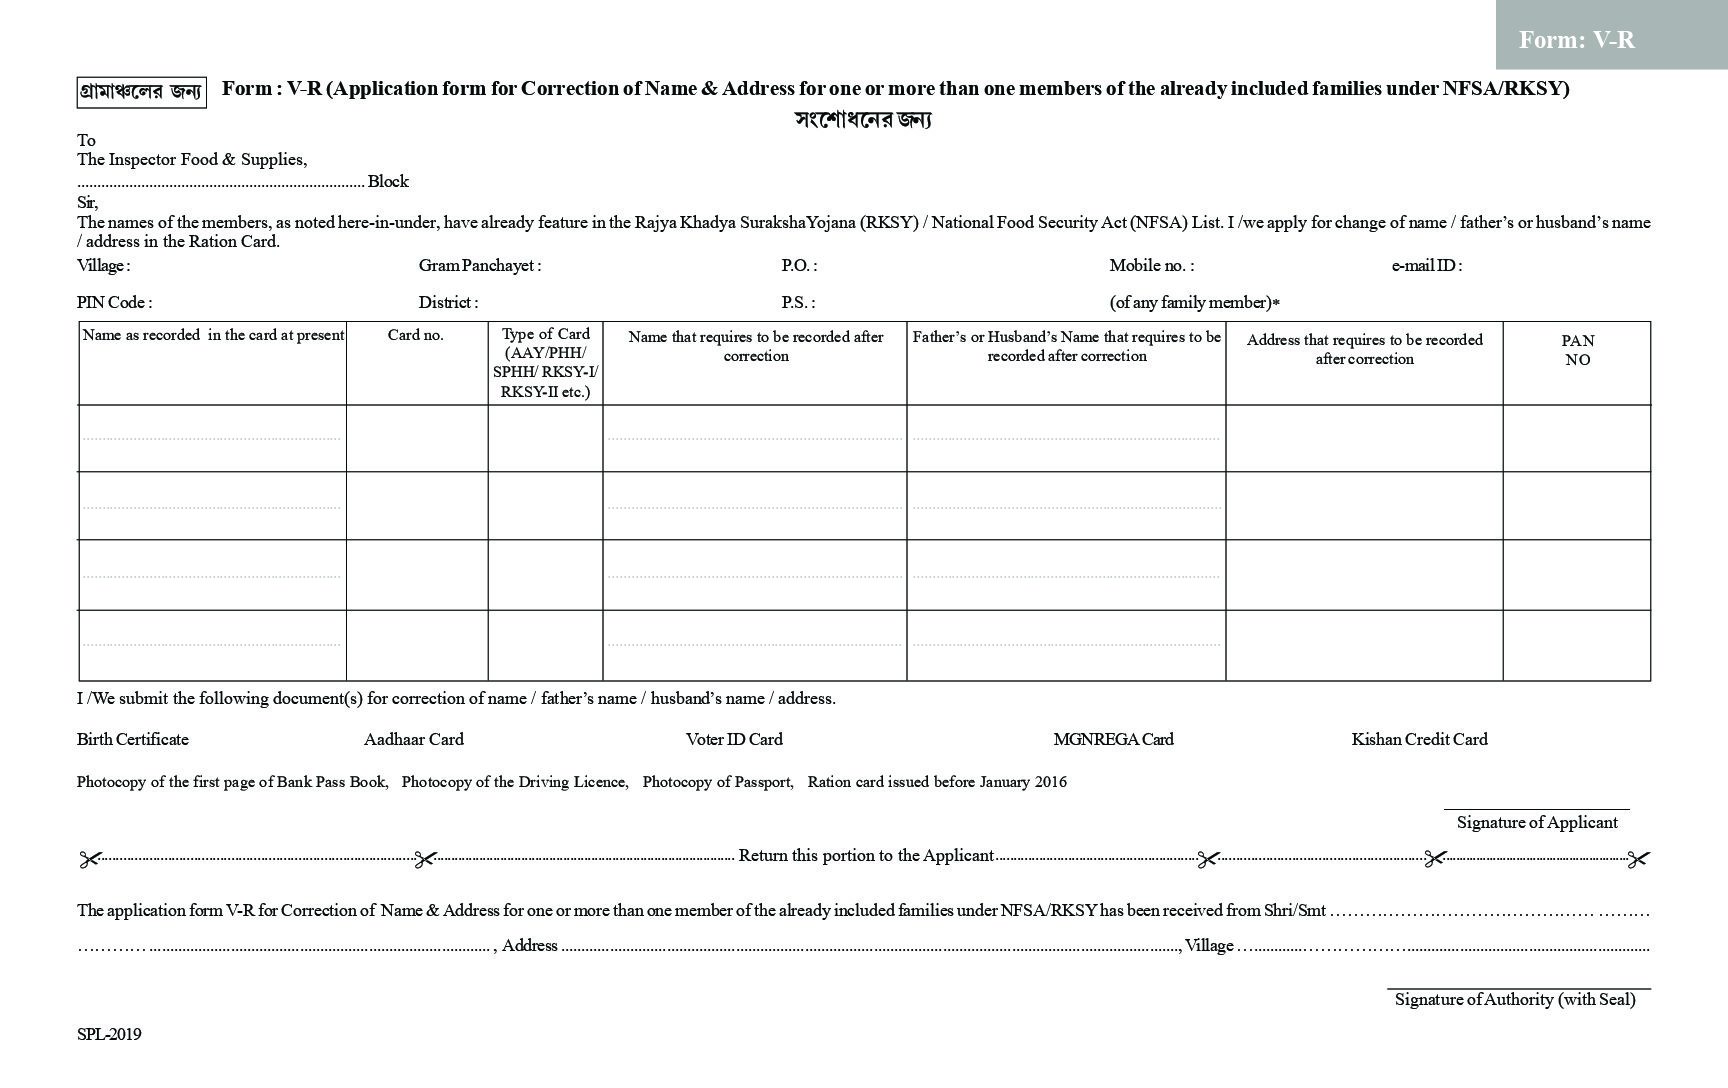 Form: V-R
গ্রামাঞ্চলের জন্য
Form : V-R (Application form for Correction of Name & Address for one or more than one members of the already included families under NFSA/RKSY)
সংশোধনের জন্য
To
The Inspector Food & Supplies,
....................................................................... Block
Sir,
The names of the members, as noted here-in-under, have already feature in the Rajya Khadya SurakshaYojana (RKSY) / National Food Security Act (NFSA) List. I /we apply for change of name / father’s or husband’s name
/ address in the Ration Card.
Village : Gram Panchayet : P.O. : Mobile no. : e-mail ID :
PIN Code : District : P.S. : (of any family member)*
Name as recorded in the card at present
Card no.
Type of Card
(AAY/PHH/
SPHH/ RKSY-I/
RKSY-II etc.)
Name that requires to be recorded after
correction
Father’s or Husband’s Name that requires to be
recorded after correction
Address that requires to be recorded
after correction
PAN
NO
I /We submit the following document(s) for correction of name / father’s name / husband’s name / address.
Birth Certificate Aadhaar Card Voter ID Card MGNREGA Card Kishan Credit Card
Photocopy of the first page of Bank Pass Book, Photocopy of the Driving Licence, Photocopy of Passport, Ration card issued before January 2016
Signature of Applicant
Return this portion to the Applicant
The application form V-R for Correction of Name & Address for one or more than one member of the already included families under NFSA/RKSY has been received from Shri/Smt ..............................
.............................. , Address .............................., Village ..............................
Signature of Authority (with Seal)
SPL-2019